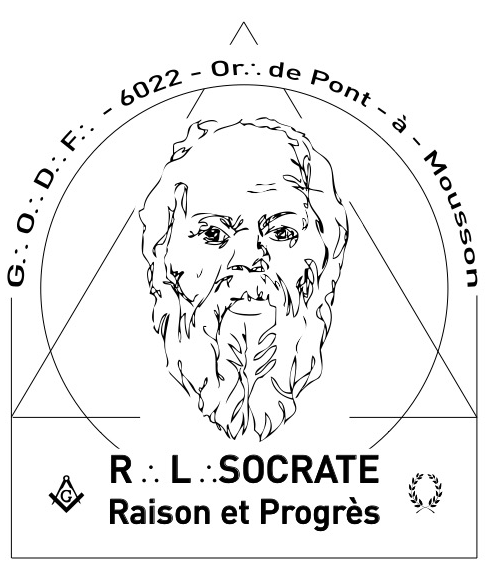 G∴ O∴ D∴ F∴ - 6022 - Or∴ de Pont - à - Mousson
R ∴ L ∴SOCRATE
G
Raison et Progrès